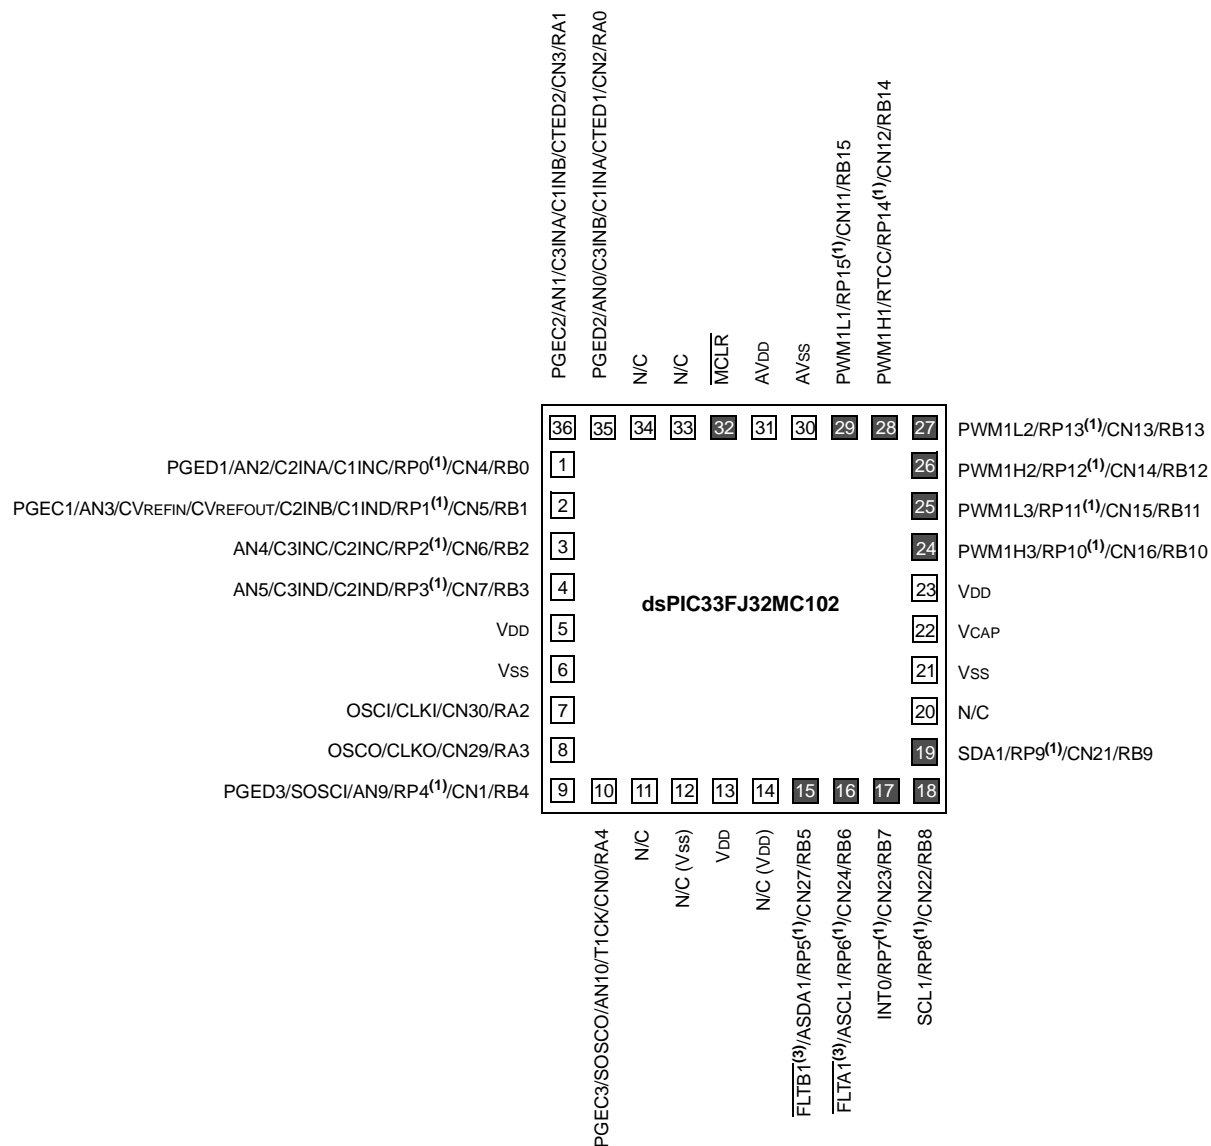 PGEC2/AN1/C3INA/C1INB/CTED2/CN3/RA1
PGED2/AN0/C3INB/C1INA/CTED1/CN2/RA0
N/C
N/C
MCLR
AVDD
AVSS
PWM1L1/RP15(1)/CN11/RB15
PWM1H1/RTCC/RP14(1)/CN12/RB14
36 35 34 33 32 31 30 29 28 27 PWM1L2/RP13(1)/CN13/RB13
PGED1/AN2/C2INA/C1INC/RP0(1)/CN4/RB0 1 26 PWM1H2/RP12(1)/CN14/RB12
PGEC1/AN3/CVREFIN/CVREFOUT/C2INB/C1IND/RP1(1)/CN5/RB1 2 25 PWM1L3/RP11(1)/CN15/RB11
AN4/C3INC/C2INC/RP2(1)/CN6/RB2 3 24 PWM1H3/RP10(1)/CN16/RB10
AN5/C3IND/C2IND/RP3(1)/CN7/RB3 4 dsPIC33FJ32MC102 23 VDD
VDD 5 22 VCAP
VSS 6 21 VSS
OSCI/CLKI/CN30/RA2 7 20 N/C
OSCO/CLKO/CN29/RA3 8 19 SDA1/RP9(1)/CN21/RB9
PGED3/SOSCI/AN9/RP4(1)/CN1/RB4 9 10 11 12 13 14 15 16 17 18
PGEC3/SOSCO/AN10/T1CK/CN0/RA4
N/C
N/C (Vss)
VDD
N/C (VDD)
FLTB1(3)/ASDA1/RP5(1)/CN27/RB5
FLTA1(3)/ASCL1/RP6(1)/CN24/RB6
INT0/RP7(1)/CN23/RB7
SCL1/RP8(1)/CN22/RB8